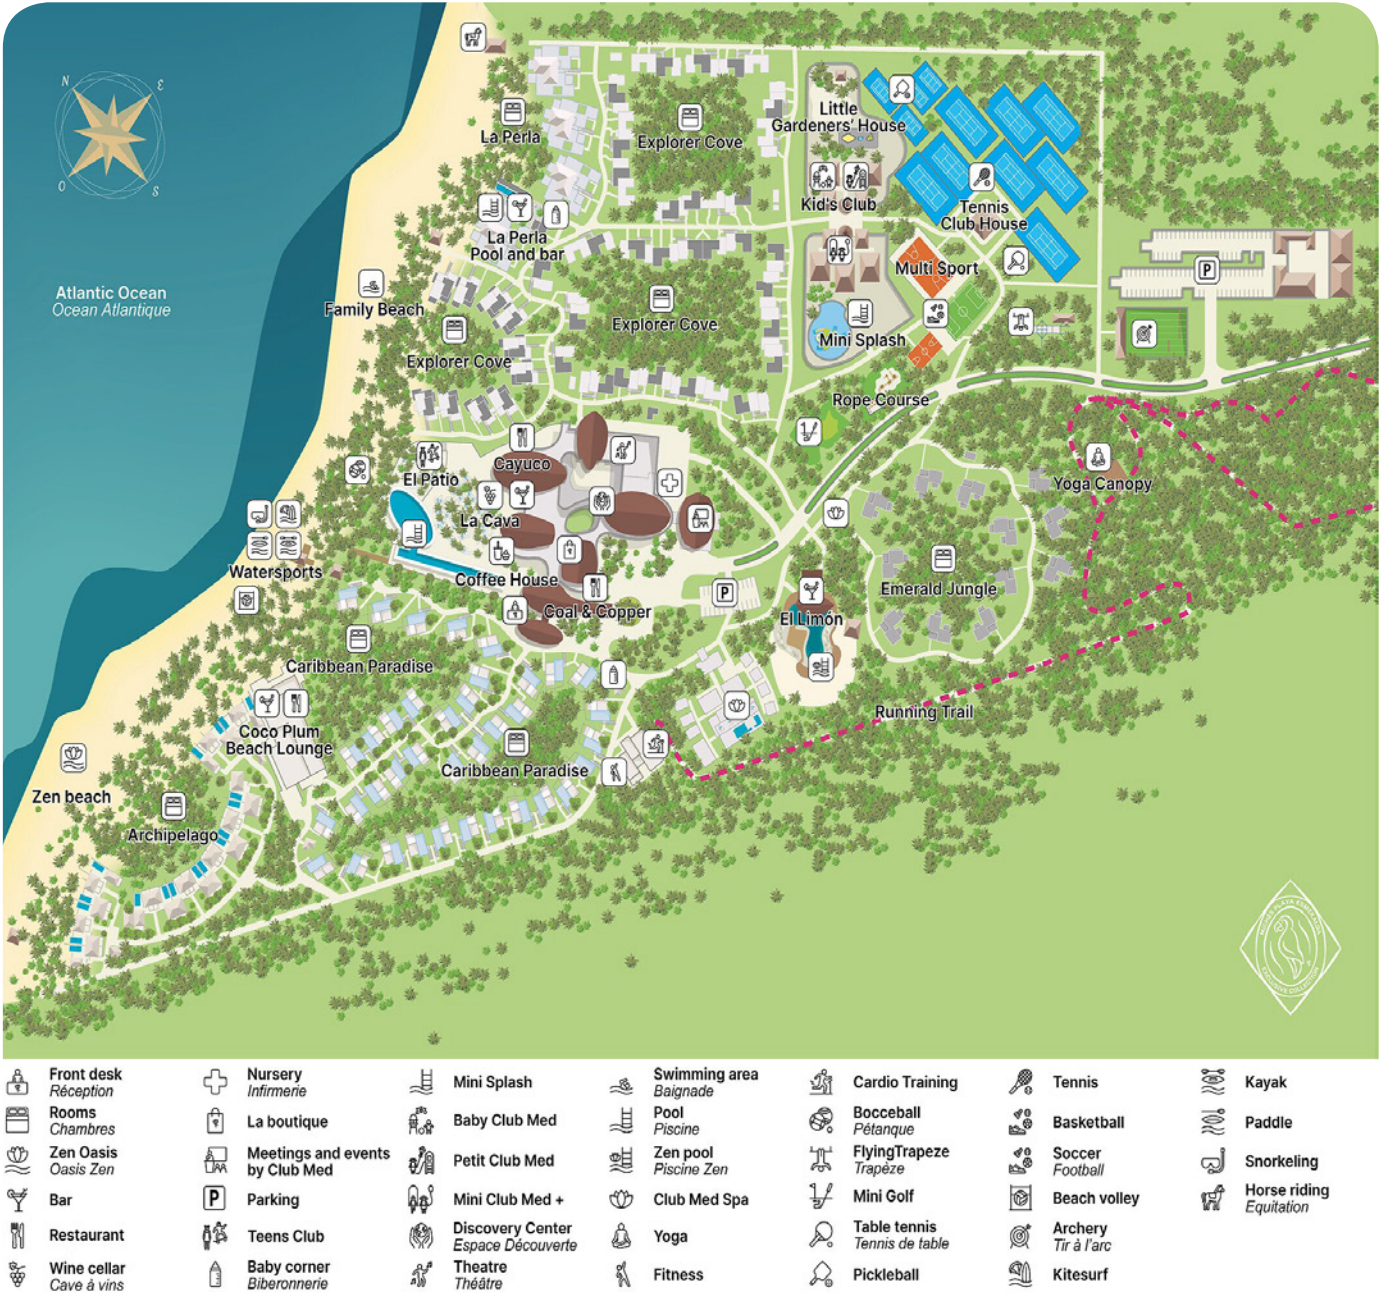 N
E
O
S
Atlantic Ocean
Ocean Atlantique
La Perla
Explorer Cove
Little
Gardeners' House
Kid's Club
Tennis
Club House
La Perla
Pool and bar
Multi Sport
P
Family Beach
Explorer Cove
Explorer Cove
Mini Splash
Rope Course
Cayuco
El Patio
Yoga Canopy
La Cava
Watersports
Coffee House
Coal & Copper
P
El Limón
Emerald Jungle
Caribbean Paradise
Running Trail
Coco Plum
Beach Lounge
Caribbean Paradise
Zen beach
Archipelago
MICHES PLAYA ESMERALDA
EXCLUSIVE COLLECTION
Front desk
Réception
Rooms
Chambres
Zen Oasis
Oasis Zen
Bar
Restaurant
Wine cellar
Cave à vins
Nursery
Infirmerie
La boutique
Meetings and events
by Club Med
P
Parking
Teens Club
Baby corner
Biberonnerie
Mini Splash
Baby Club Med
Petit Club Med
Mini Club Med +
Discovery Center
Espace Découverte
Theatre
Théâtre
Swimming area
Baignade
Pool
Piscine
Zen pool
Piscine Zen
Club Med Spa
Yoga
Fitness
Cardio Training
Bocceball
Pétanque
FlyingTrapeze
Trapèze
Mini Golf
Table tennis
Tennis de table
Pickleball
Tennis
Basketball
Soccer
Football
Beach volley
Archery
Tir à l'arc
Kitesurf
Kayak
Paddle
Snorkeling
Horse riding
Equitation